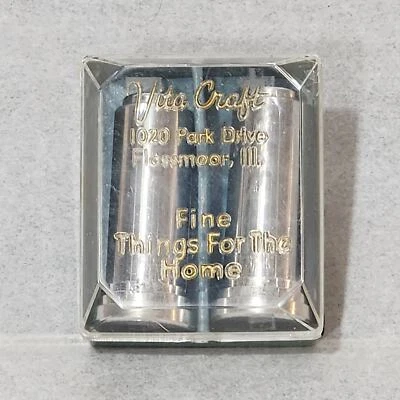 Vita Craft
1020 Park Drive
Flossmoor, Ill.
Fine
Things For The
Home